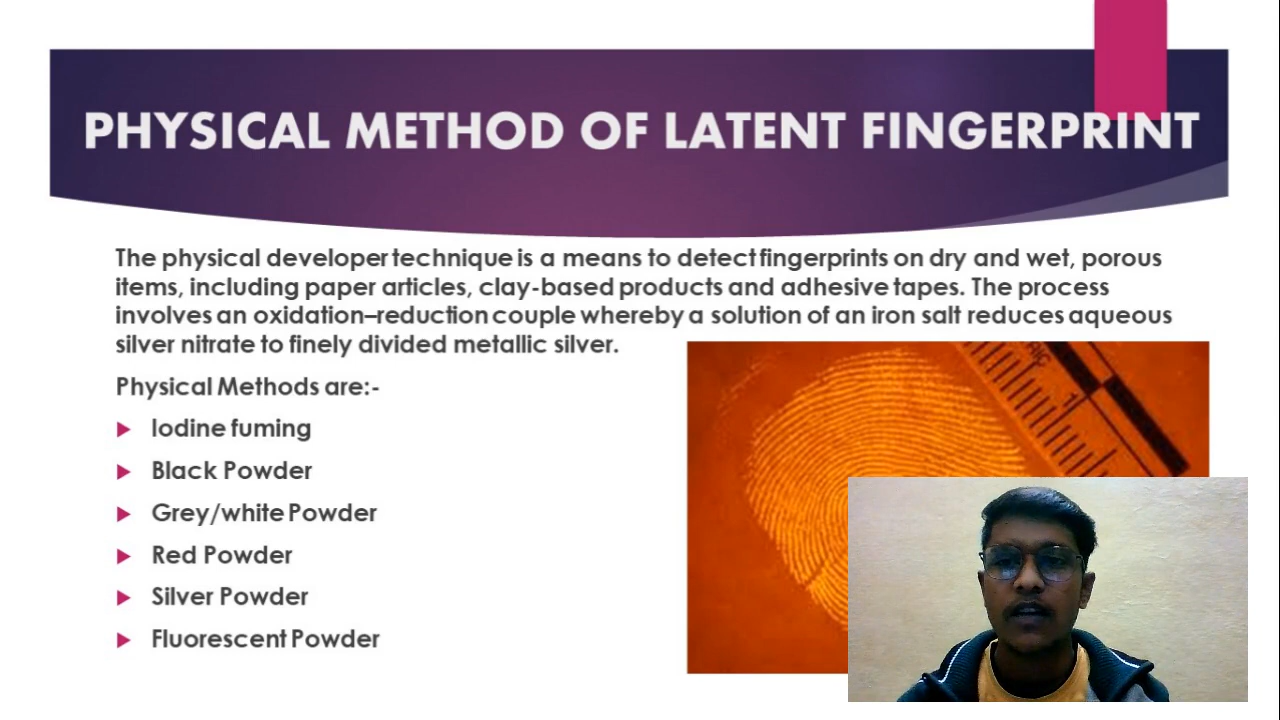 PHYSICAL METHOD OF LATENT FINGERPRINT
The physical developer technique is a means to detect fingerprints on dry and wet, porous
items, including paper articles, clay-based products and adhesive tapes. The process
involves an oxidation–reduction couple whereby a solution of an iron salt reduces aqueous
silver nitrate to finely divided metallic silver.
Physical Methods are:-
Iodine fuming
Black Powder
Grey/white Powder
Red Powder
Silver Powder
Fluorescent Powder
RIC
1